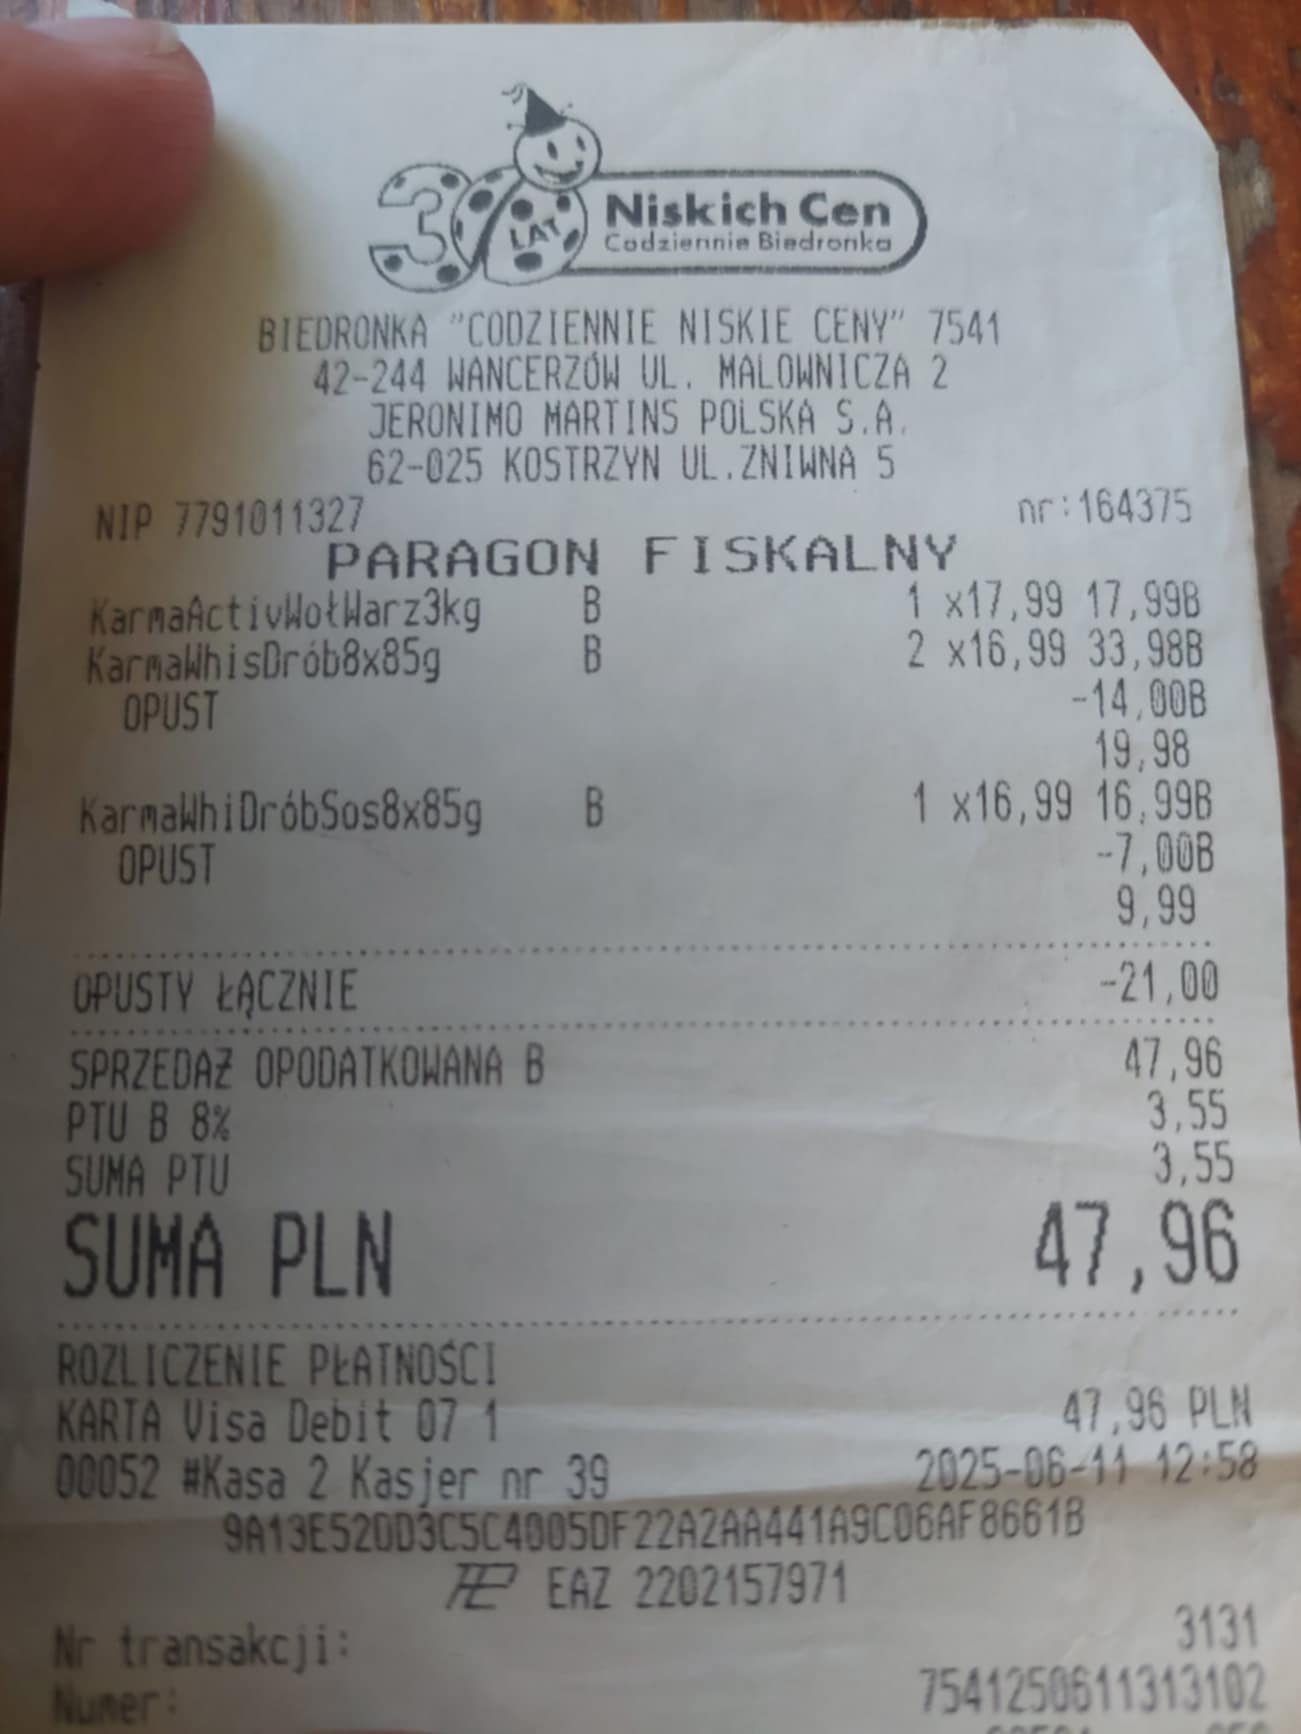 30 LAT
Niskich Cen
Codziennie Biedronka
BIEDRONKA "CODZIENNIE NISKIE CENY" 7541
42-244 WANCERZÓW UL. MALOWNICZA 2
JERONIMO MARTINS POLSKA S.A.
62-025 KOSTRZYN UL.ZNIWNA 5
NIP 7791011327 nr:164375
PARAGON FISKALNY
KarmaActivWołWarz3kg B 1 x17,99 17,99B
KarmaWhisDrób8x85g B 2 x16,99 33,98B
OPUST -14,00B
19,98
KarmaWhiDróbSos8x85g B 1 x16,99 16,99B
OPUST -7,00B
9,99
OPUSTY ŁĄCZNIE -21,00
SPRZEDAŻ OPODATKOWANA B 47,96
PTU B 8% 3,55
SUMA PTU 3,55
SUMA PLN 47,96
ROZLICZENIE PŁATNOŚCI
KARTA Visa Debit 07 1 47,96 PLN
00052 #Kasa 2 Kasjer nr 39 2025-06-11 12:58
9A13E52DD3C5C4005DF22A2AA441A9C06AF8661B
EAZ 2202157971
Nr transakcji: 3131
Numer: 7541250611313102